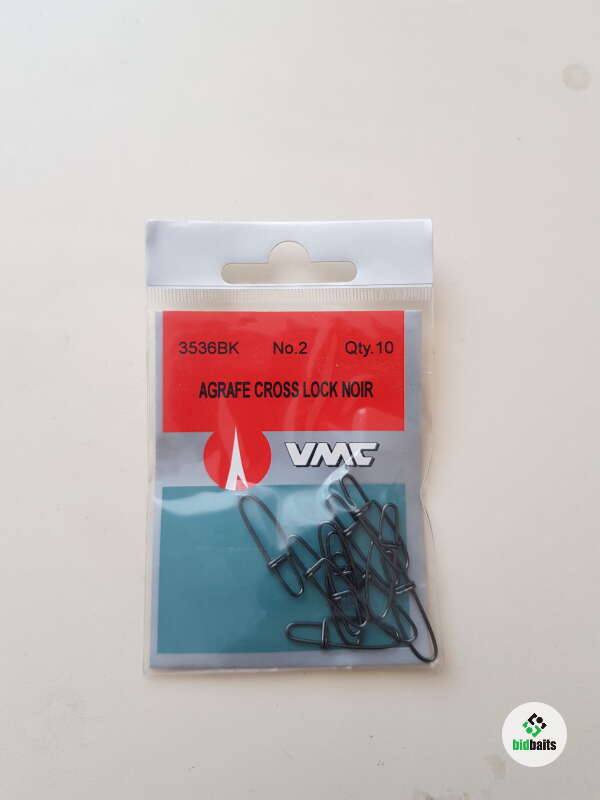 3536BK No.2 Qty.10
AGRAFE CROSS LOCK NOIR
VMC
bidbaits